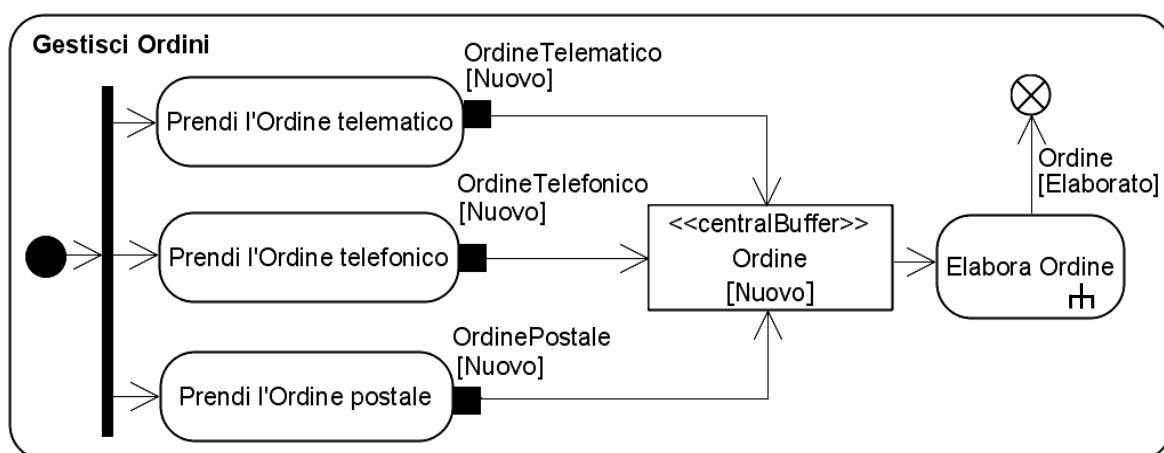 Gestisci Ordini
OrdineTelematico
[Nuovo]
Prendi l'Ordine telematico
Ordine
[Elaborato]
OrdineTelefonico
[Nuovo]
Prendi l'Ordine telefonico
<<centralBuffer>>
Ordine
[Nuovo]
Elabora Ordine
OrdinePostale
[Nuovo]
Prendi l'Ordine postale